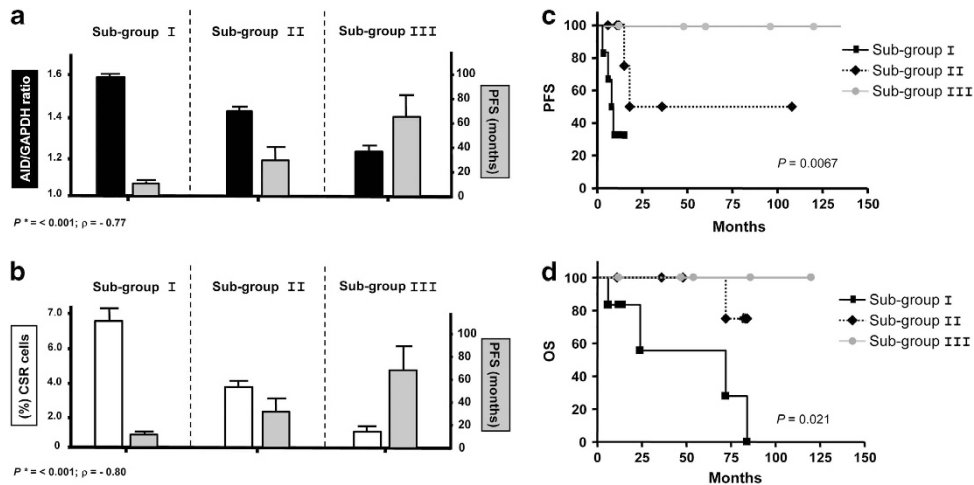 a
Sub-group I
Sub-group II
Sub-group III
AID/GAPDH ratio
1.6
1.4
1.2
1.0
100
80
60
40
20
0
PFS (months)
P * = < 0.001; ρ = - 0.77
b
Sub-group I
Sub-group II
Sub-group III
(%) CSR cells
7.0
6.0
4.0
2.0
0
100
80
60
40
20
0
PFS (months)
P * = < 0.001; ρ = - 0.80
c
PFS
100
80
60
40
20
0
Sub-group I
Sub-group II
Sub-group III
P = 0.0067
0 25 50 75 100 120 150
Months
d
OS
100
80
60
40
20
0
Sub-group I
Sub-group II
Sub-group III
P = 0.021
0 25 50 75 100 120 150
Months